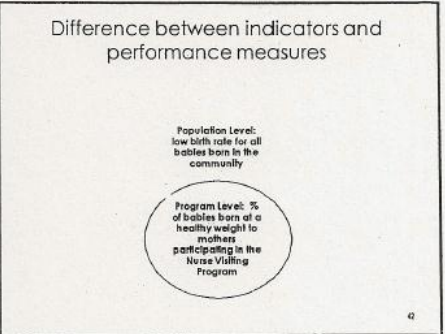 Difference between indicators and
performance measures
Population Level:
low birth rate for all
babies born in the
community
Program Level: %
of babies born at a
healthy weight to
mothers
participating in the
Nurse Visiting
Program
42